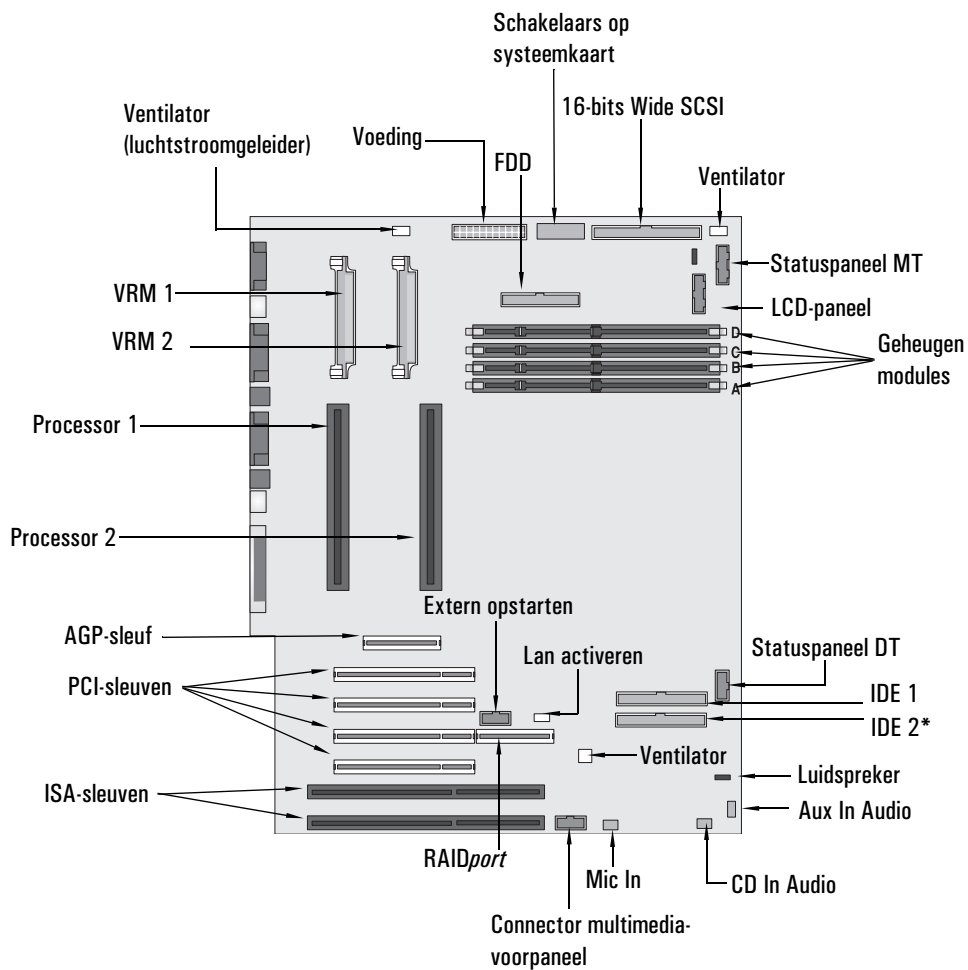 Schakelaars op
systeemkaart
16-bits Wide SCSI
Ventilator
(luchtstroomgeleider)
Voeding
FDD
Ventilator
Statuspaneel MT
VRM 1
LCD-paneel
VRM 2
D
C
B
A
Geheugen
modules
Processor 1
Processor 2
Extern opstarten
AGP-sleuf
Lan activeren
Statuspaneel DT
PCI-sleuven
IDE 1
IDE 2*
Ventilator
Luidspreker
ISA-sleuven
Aux In Audio
RAIDport
Mic In
CD In Audio
Connector multimedia-
voorpaneel